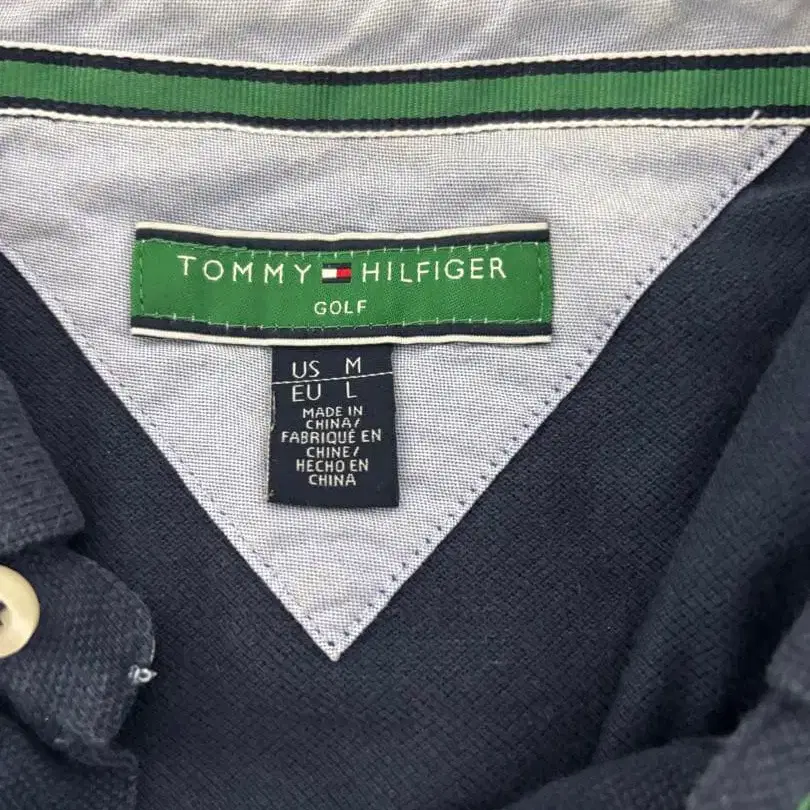 TOMMY HILFIGER
GOLF
US M
EU L
MADE IN
CHINA/
FABRIQUÉ EN
CHINE/
HECHO EN
CHINA